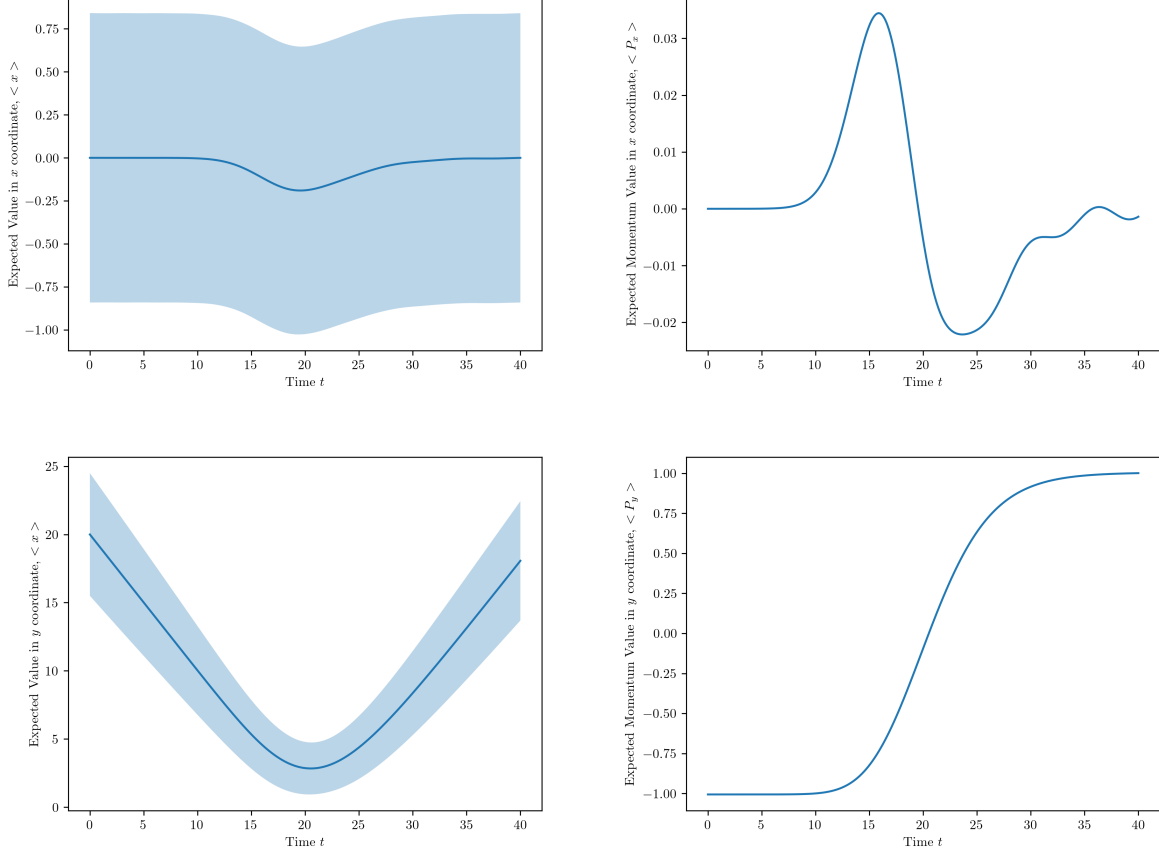 Expected Value in x coordinate, < x >
0.75
0.50
0.25
0.00
−0.25
−0.50
−0.75
−1.00
0 5 10 15 20 25 30 35 40
Time t
Expected Momentum Value in x coordinate, < Pₓ >
0.03
0.02
0.01
0.00
−0.01
−0.02
0 5 10 15 20 25 30 35 40
Time t
Expected Value in y coordinate, < x >
25
20
15
10
5
0
0 5 10 15 20 25 30 35 40
Time t
Expected Momentum Value in y coordinate, < P_y >
1.00
0.75
0.50
0.25
0.00
−0.25
−0.50
−0.75
−1.00
0 5 10 15 20 25 30 35 40
Time t